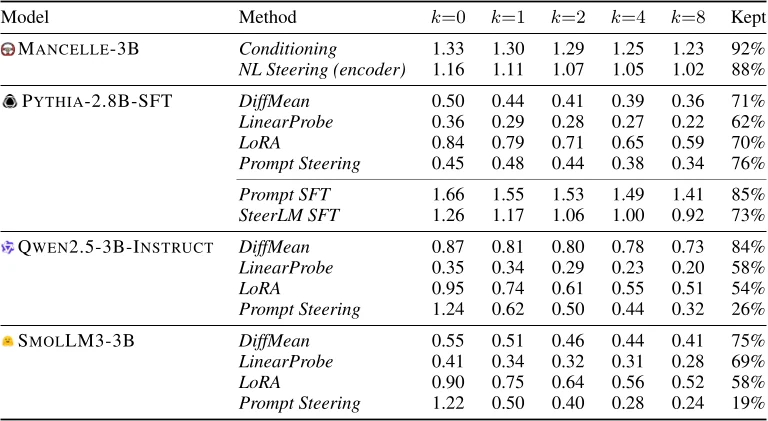 Model Method k=0 k=1 k=2 k=4 k=8 Kept
MANCELLE-3B Conditioning 1.33 1.30 1.29 1.25 1.23 92%
NL Steering (encoder) 1.16 1.11 1.07 1.05 1.02 88%
PYTHIA-2.8B-SFT DiffMean 0.50 0.44 0.41 0.39 0.36 71%
LinearProbe 0.36 0.29 0.28 0.27 0.22 62%
LoRA 0.84 0.79 0.71 0.65 0.59 70%
Prompt Steering 0.45 0.48 0.44 0.38 0.34 76%
Prompt SFT 1.66 1.55 1.53 1.49 1.41 85%
SteerLM SFT 1.26 1.17 1.06 1.00 0.92 73%
QWEN2.5-3B-INSTRUCT DiffMean 0.87 0.81 0.80 0.78 0.73 84%
LinearProbe 0.35 0.34 0.29 0.23 0.20 58%
LoRA 0.95 0.74 0.61 0.55 0.51 54%
Prompt Steering 1.24 0.62 0.50 0.44 0.32 26%
SMOLLM3-3B DiffMean 0.55 0.51 0.46 0.44 0.41 75%
LinearProbe 0.41 0.34 0.32 0.31 0.28 69%
LoRA 0.90 0.75 0.64 0.56 0.52 58%
Prompt Steering 1.22 0.50 0.40 0.28 0.24 19%